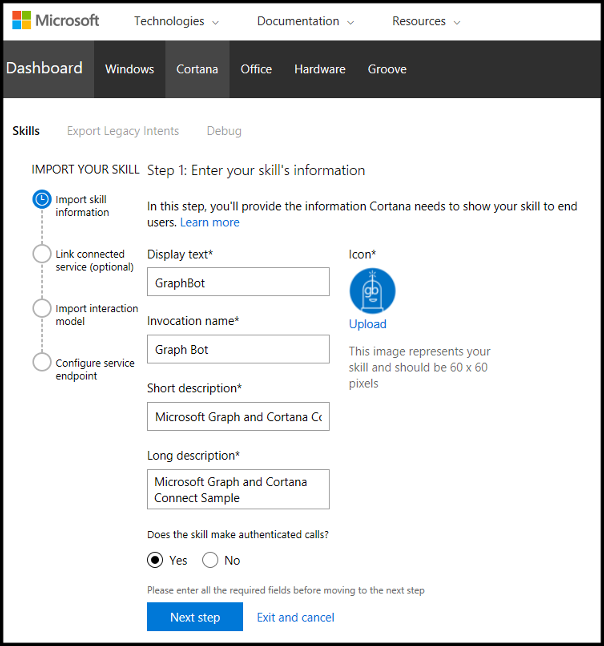 Microsoft Technologies Documentation Resources
Dashboard Windows Cortana Office Hardware Groove
Skills Export Legacy Intents Debug
IMPORT YOUR SKILL
Import skill
information
Link connected
service (optional)
Import interaction
model
Configure service
endpoint
Step 1: Enter your skill's information
In this step, you'll provide the information Cortana needs to show your skill to end
users. Learn more
Display text*
GraphBot
Icon*
gb
Upload
This image represents your
skill and should be 60 x 60
pixels
Invocation name*
Graph Bot
Short description*
Microsoft Graph and Cortana Co
Long description*
Microsoft Graph and Cortana
Connect Sample
Does the skill make authenticated calls?
Yes No
Please enter all the required fields before moving to the next step
Next step Exit and cancel